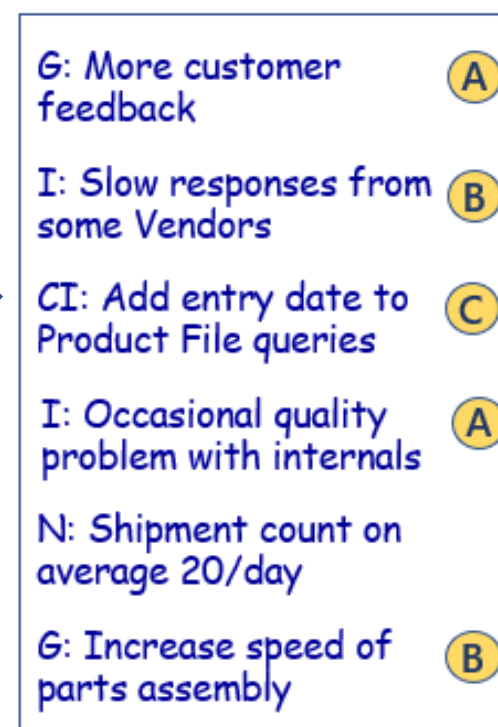 G: More customer A
feedback
I: Slow responses from B
some Vendors
CI: Add entry date to C
Product File queries
I: Occasional quality A
problem with internals
N: Shipment count on
average 20/day
G: Increase speed of B
parts assembly